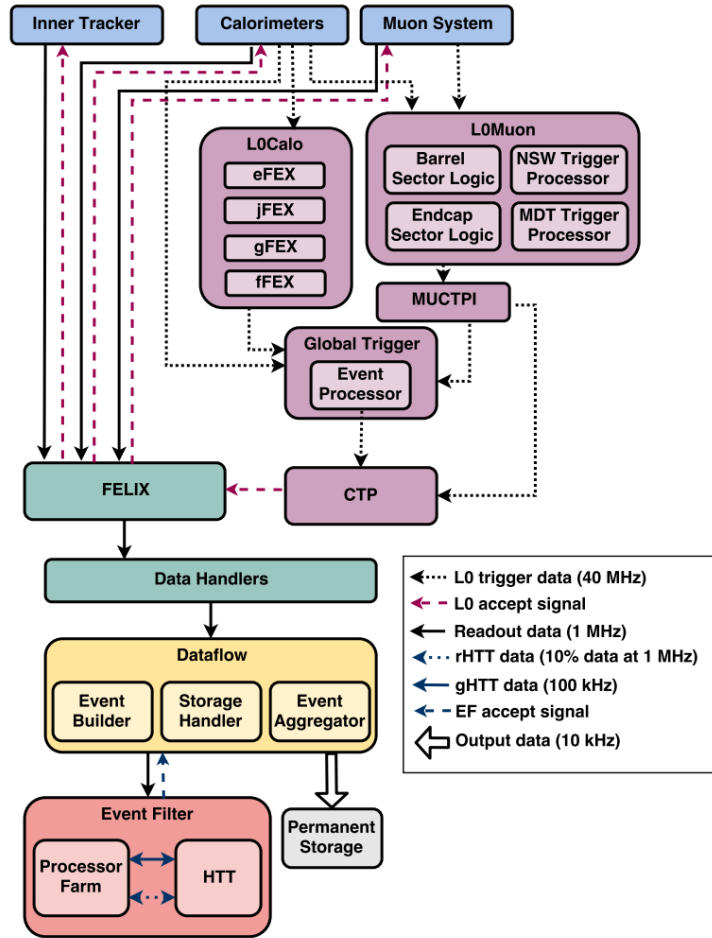 Inner Tracker
Calorimeters
Muon System
L0Calo
eFEX
jFEX
gFEX
fFEX
L0Muon
Barrel
Sector Logic
NSW Trigger
Processor
Endcap
Sector Logic
MDT Trigger
Processor
MUCTPI
Global Trigger
Event
Processor
FELIX
CTP
Data Handlers
Dataflow
Event
Builder
Storage
Handler
Event
Aggregator
Event Filter
Processor
Farm
HTT
Permanent
Storage
L0 trigger data (40 MHz)
L0 accept signal
Readout data (1 MHz)
rHTT data (10% data at 1 MHz)
gHTT data (100 kHz)
EF accept signal
Output data (10 kHz)